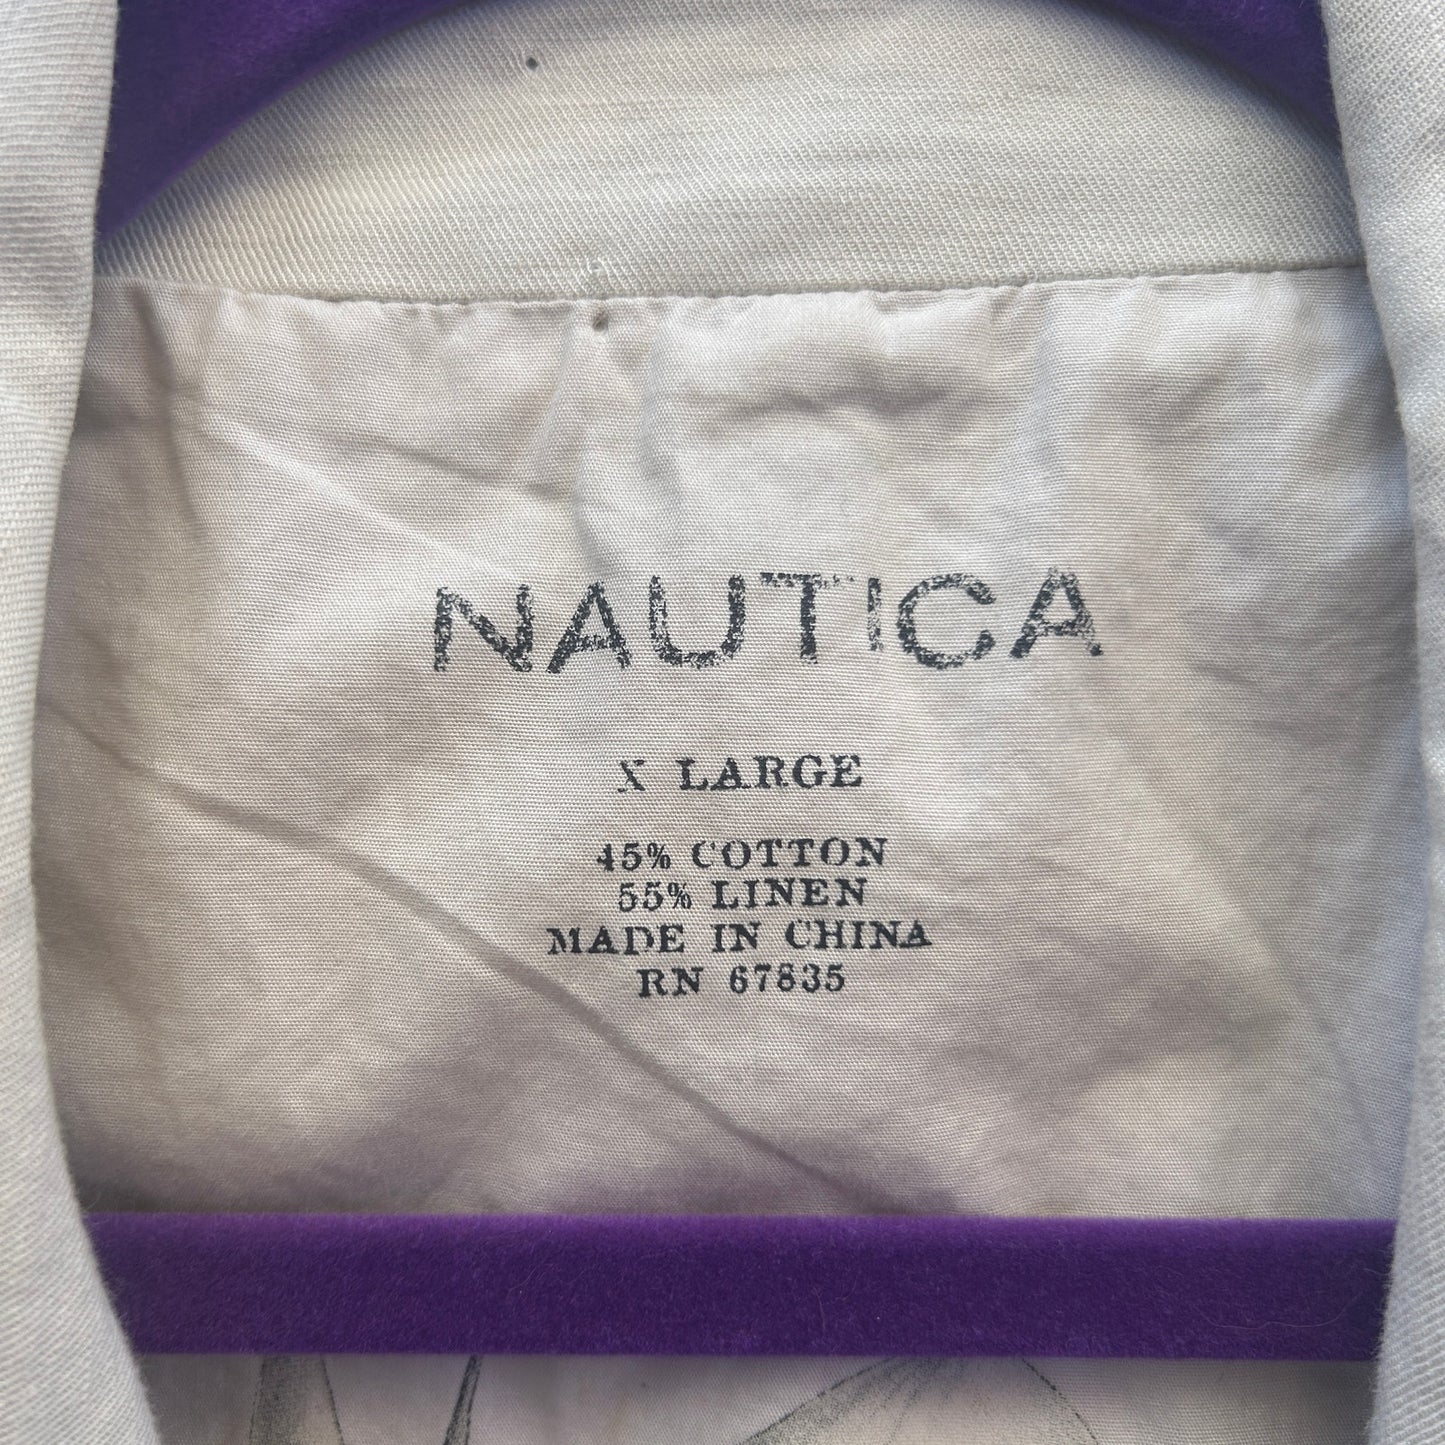 NAUTICA
X LARGE
45% COTTON
55% LINEN
MADE IN CHINA
RN 67835